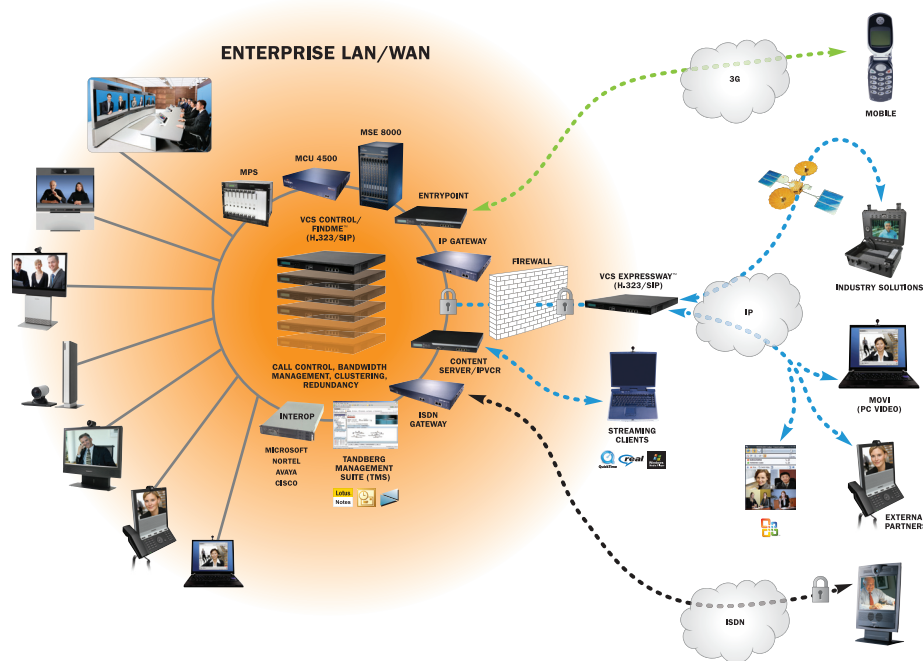 ENTERPRISE LAN/WAN
3G
MOBILE
MSE 8000
MCU 4500
MPS
ENTRYPOINT
VCS CONTROL/
FINDME™
(H.323/SIP)
IP GATEWAY
FIREWALL
VCS EXPRESSWAY™
(H.323/SIP)
INDUSTRY SOLUTIONS
IP
CALL CONTROL, BANDWIDTH
MANAGEMENT, CLUSTERING,
REDUNDANCY
CONTENT
SERVER/IPVCR
MOVI
(PC VIDEO)
INTEROP
ISDN
GATEWAY
STREAMING
CLIENTS
MICROSOFT
NORTEL
AVAYA
CISCO
TANDBERG
MANAGEMENT
SUITE (TMS)
QuickTime
real
Lotus
Notes
EXTERNA
PARTNERS
ISDN